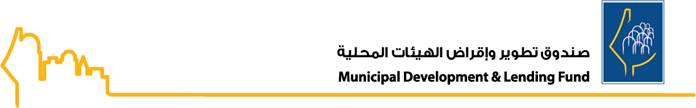 صندوق تطوير وإقراض الهيئات المحلية
Municipal Development & Lending Fund